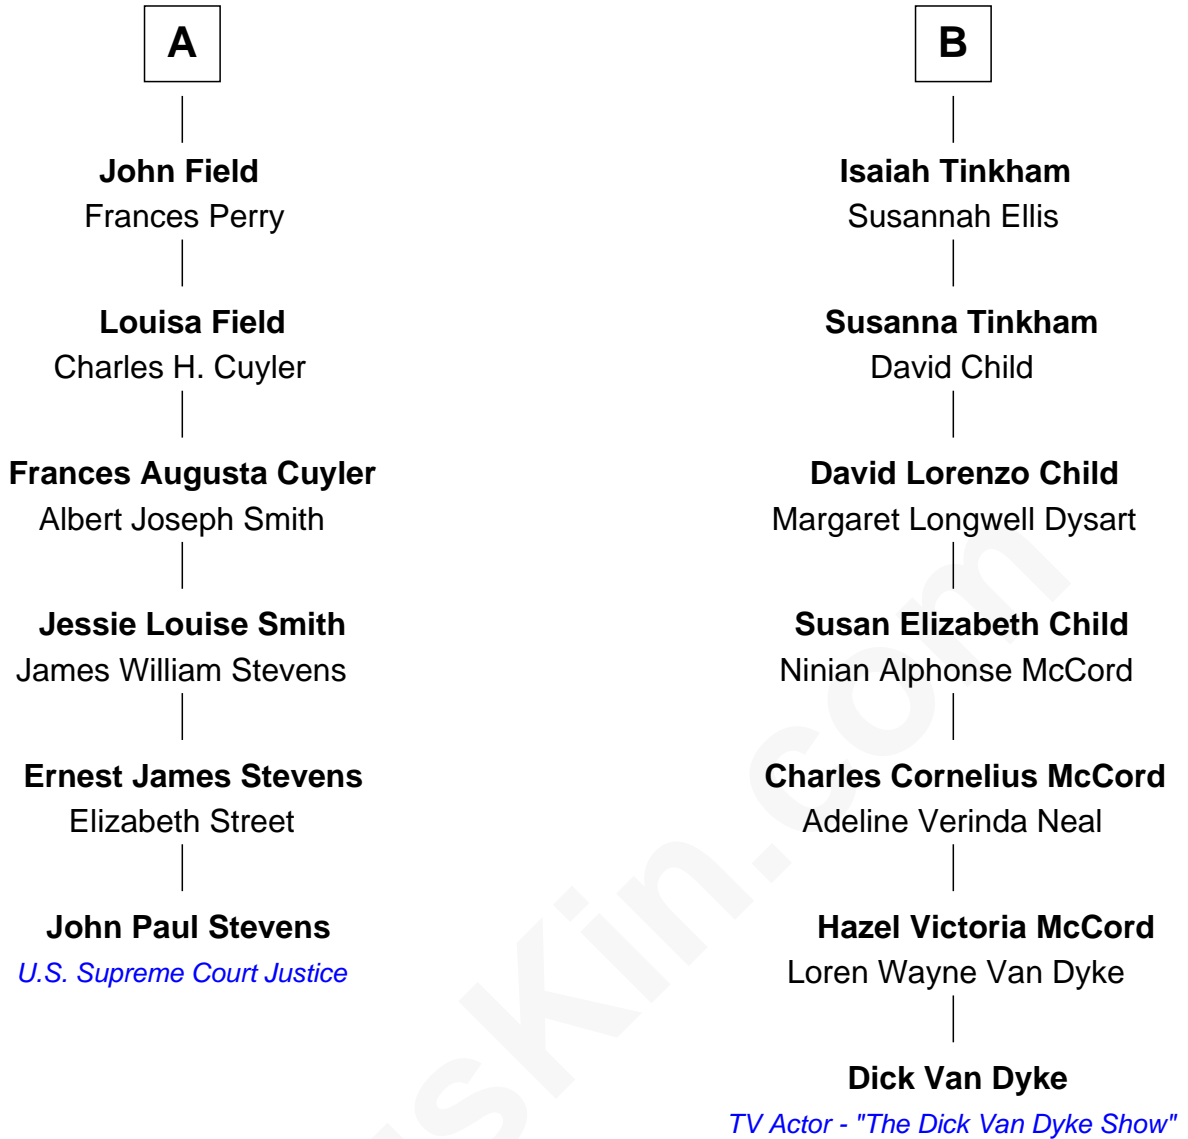 A
John Field
Frances Perry
Louisa Field
Charles H. Cuyler
Frances Augusta Cuyler
Albert Joseph Smith
Jessie Louise Smith
James William Stevens
Ernest James Stevens
Elizabeth Street
John Paul Stevens
U.S. Supreme Court Justice
B
Isaiah Tinkham
Susannah Ellis
Susanna Tinkham
David Child
David Lorenzo Child
Margaret Longwell Dysart
Susan Elizabeth Child
Ninian Alphonse McCord
Charles Cornelius McCord
Adeline Verinda Neal
Hazel Victoria McCord
Loren Wayne Van Dyke
Dick Van Dyke
TV Actor - "The Dick Van Dyke Show"